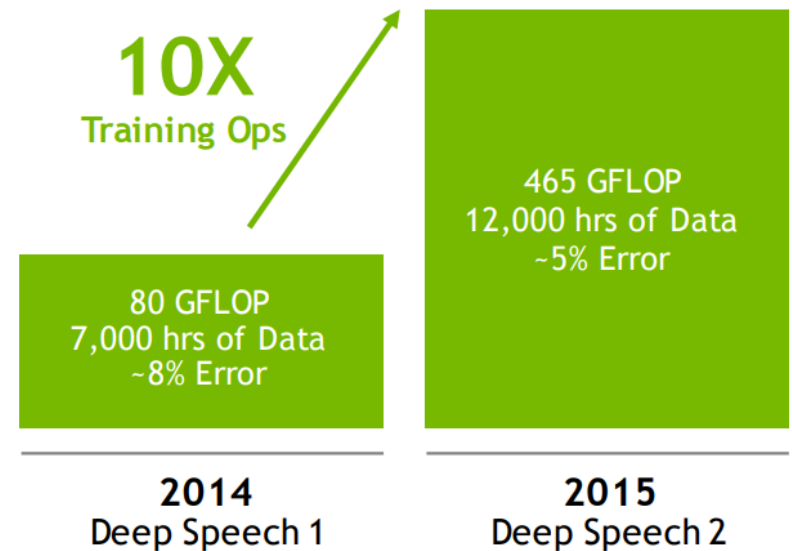 10X
Training Ops
80 GFLOP
7,000 hrs of Data
~8% Error
465 GFLOP
12,000 hrs of Data
~5% Error
2014
Deep Speech 1
2015
Deep Speech 2